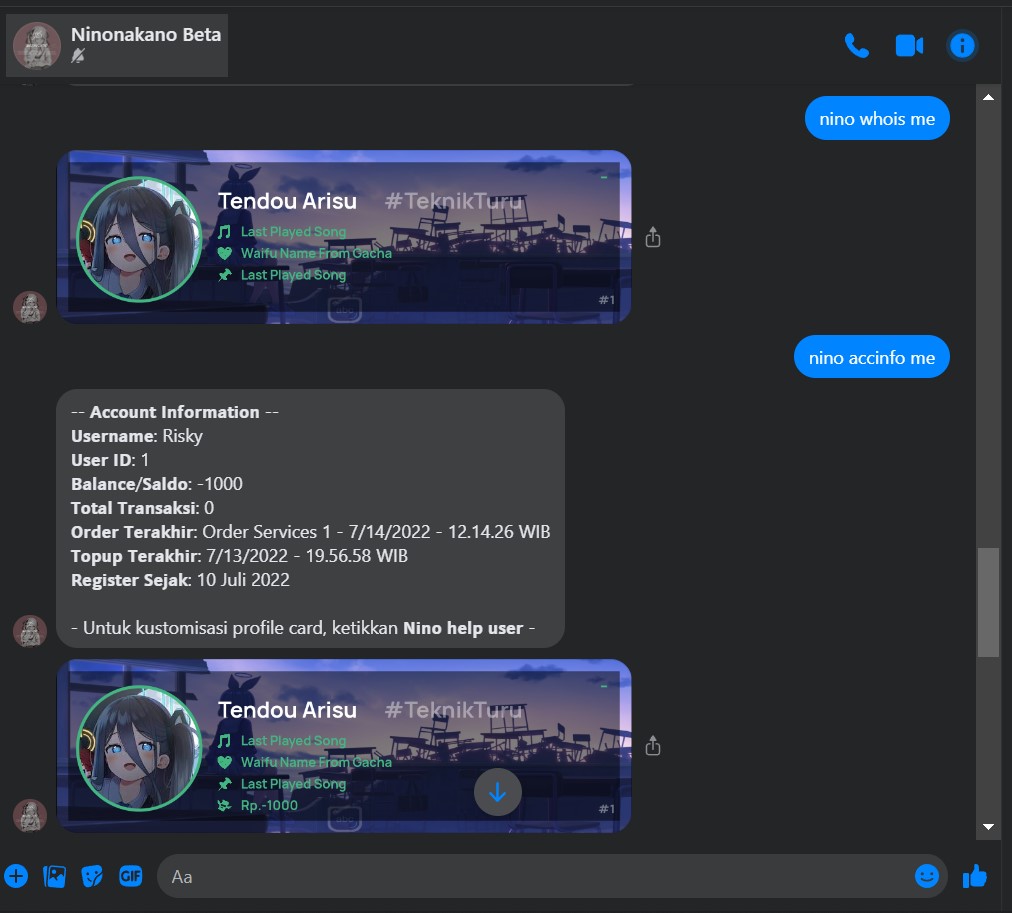 Ninonakano Beta
nino whois me
Tendou Arisu #TeknikTuru
Last Played Song
Waifu Name From Gacha
Last Played Song
#1
nino accinfo me
-- Account Information --
Username: Risky
User ID: 1
Balance/Saldo: -1000
Total Transaksi: 0
Order Terakhir: Order Services 1 - 7/14/2022 - 12.14.26 WIB
Topup Terakhir: 7/13/2022 - 19.56.58 WIB
Register Sejak: 10 Juli 2022
- Untuk kustomisasi profile card, ketikkan Nino help user -
Tendou Arisu #TeknikTuru
Last Played Song
Waifu Name From Gacha
Last Played Song
Rp.-1000
#1
GIF
Aa